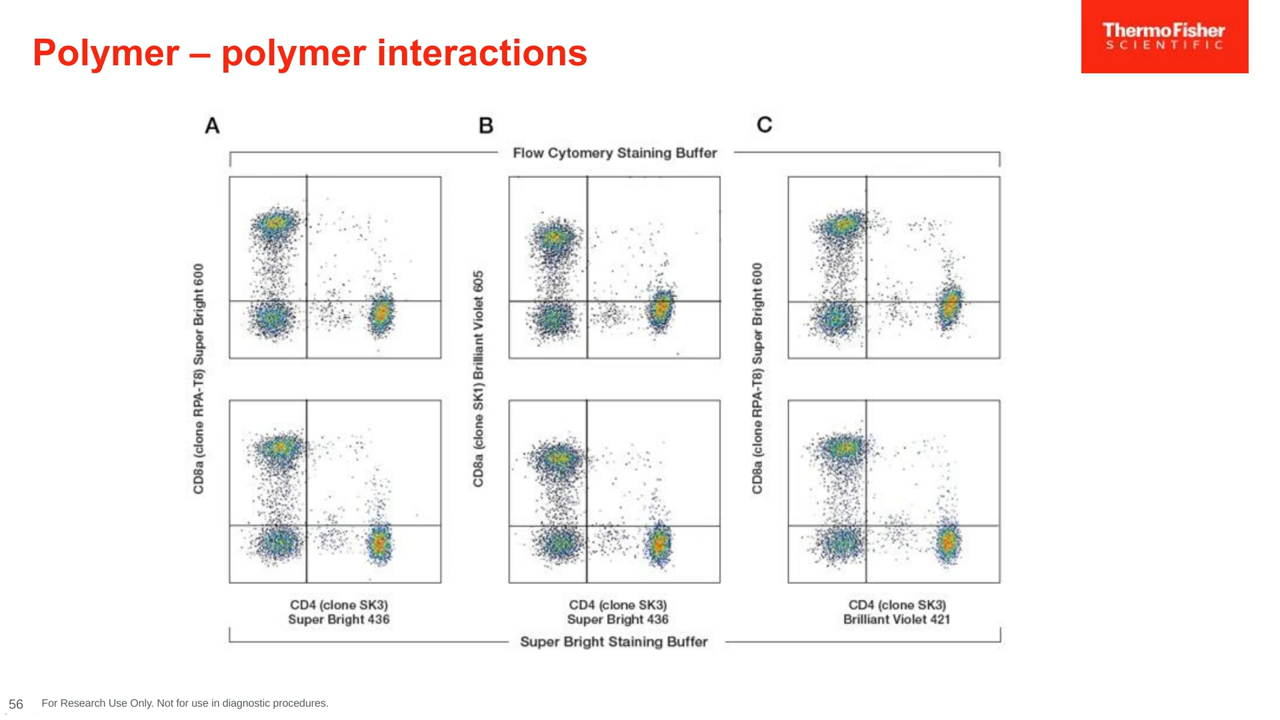 Polymer – polymer interactions
ThermoFisher
SCIENTIFIC
A
B
C
Flow Cytomery Staining Buffer
CD8a (clone RPA-T8) Super Bright 600
CD8a (clone SK1) Brilliant Violet 605
CD8a (clone RPA-T8) Super Bright 600
CD4 (clone SK3)
Super Bright 436
CD4 (clone SK3)
Super Bright 436
CD4 (clone SK3)
Brilliant Violet 421
Super Bright Staining Buffer
56
For Research Use Only. Not for use in diagnostic procedures.